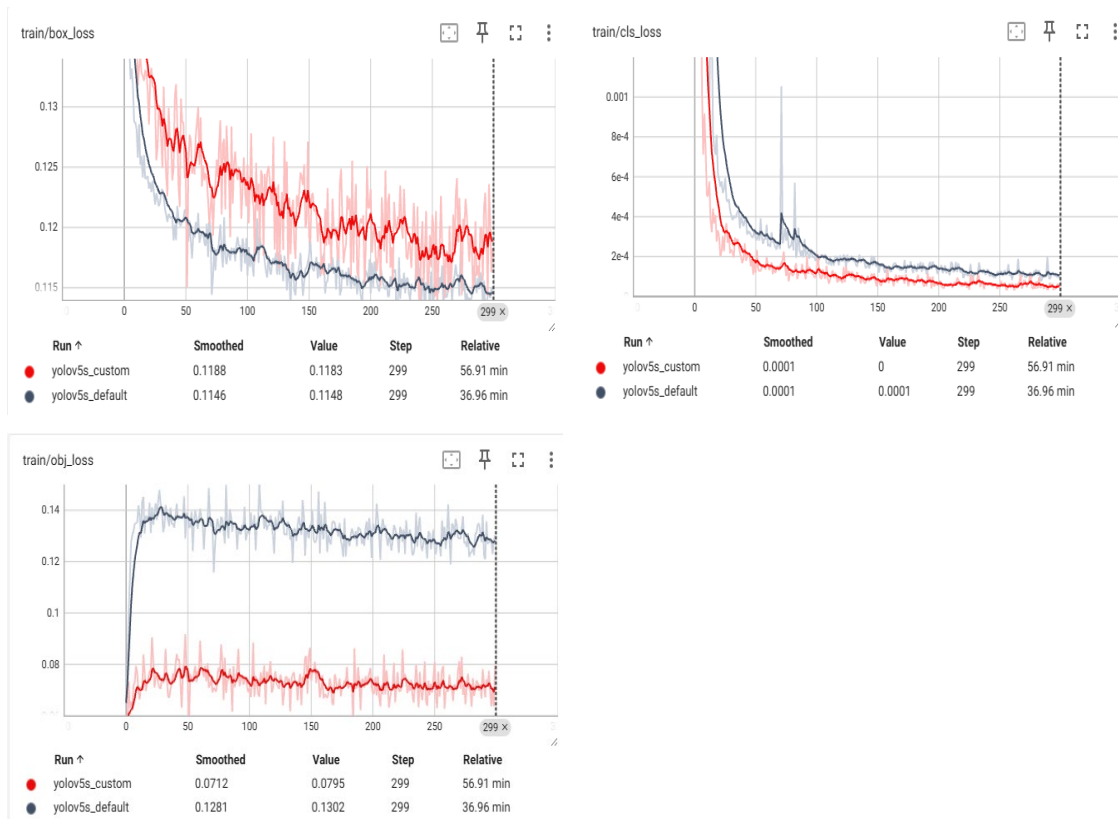 train/box_loss
0.13
0.125
0.12
0.115
0 50 100 150 200 250 299 ×
Run ↑ Smoothed Value Step Relative
yolov5s_custom 0.1188 0.1183 299 56.91 min
yolov5s_default 0.1146 0.1148 299 36.96 min
train/cls_loss
0.001
8e-4
6e-4
4e-4
2e-4
0 50 100 150 200 250 299 ×
Run ↑ Smoothed Value Step Relative
yolov5s_custom 0.0001 0 299 56.91 min
yolov5s_default 0.0001 0.0001 299 36.96 min
train/obj_loss
0.14
0.12
0.1
0.08
0 50 100 150 200 250 299 ×
Run ↑ Smoothed Value Step Relative
yolov5s_custom 0.0712 0.0795 299 56.91 min
yolov5s_default 0.1281 0.1302 299 36.96 min